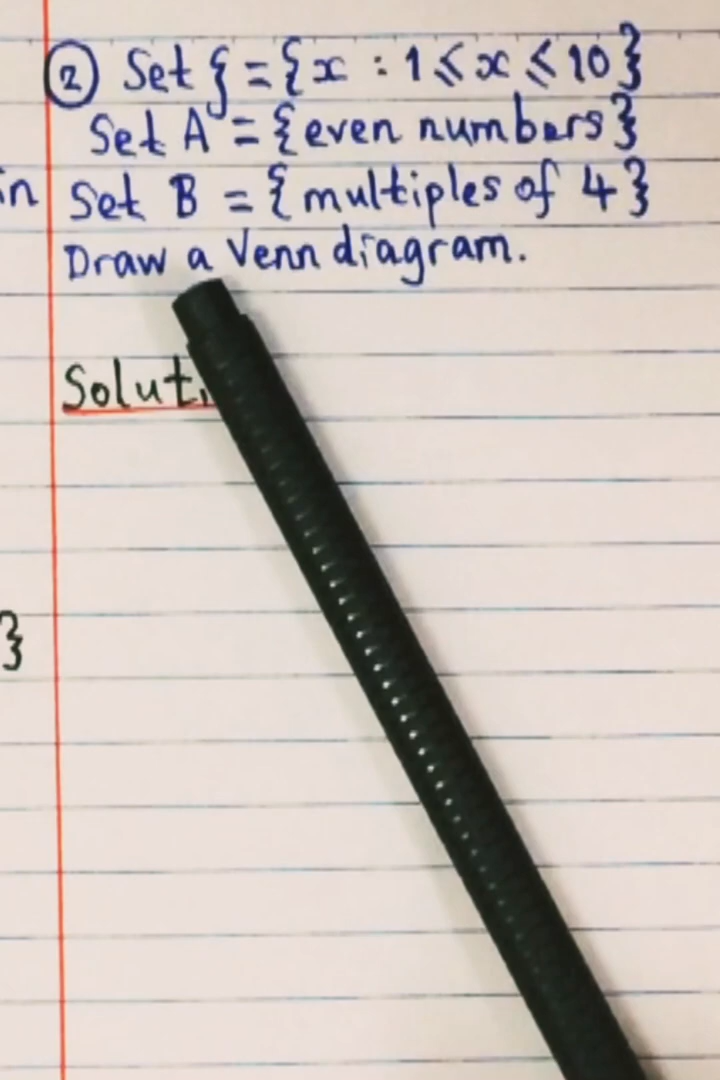 ② Set ξ = {x : 1 ≤ x ≤ 10}
Set A = {even numbers}
in
Set B = {multiples of 4}
Draw a Venn diagram.
Soluti
}